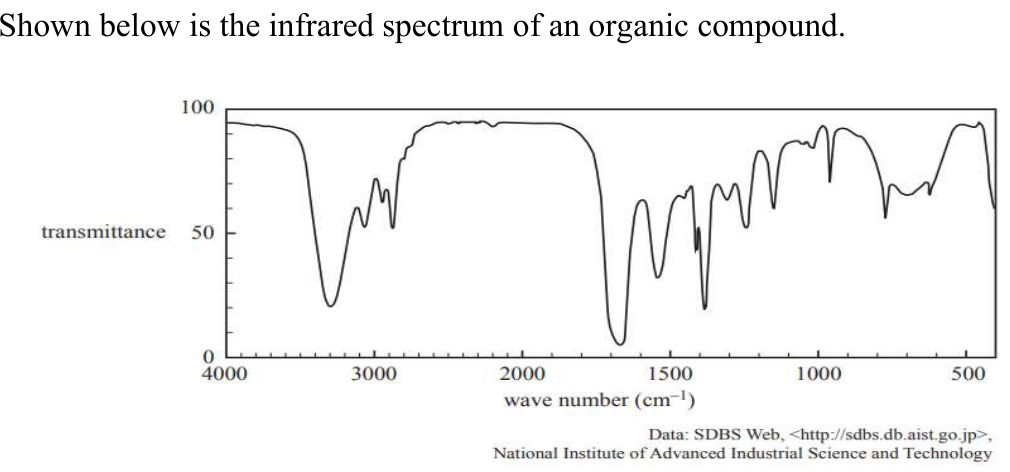 Shown below is the infrared spectrum of an organic compound.
100
transmittance 50
0
4000 3000 2000 1500 1000 500
wave number (cm⁻¹)
Data: SDBS Web, <http://sdbs.db.aist.go.jp>,
National Institute of Advanced Industrial Science and Technology